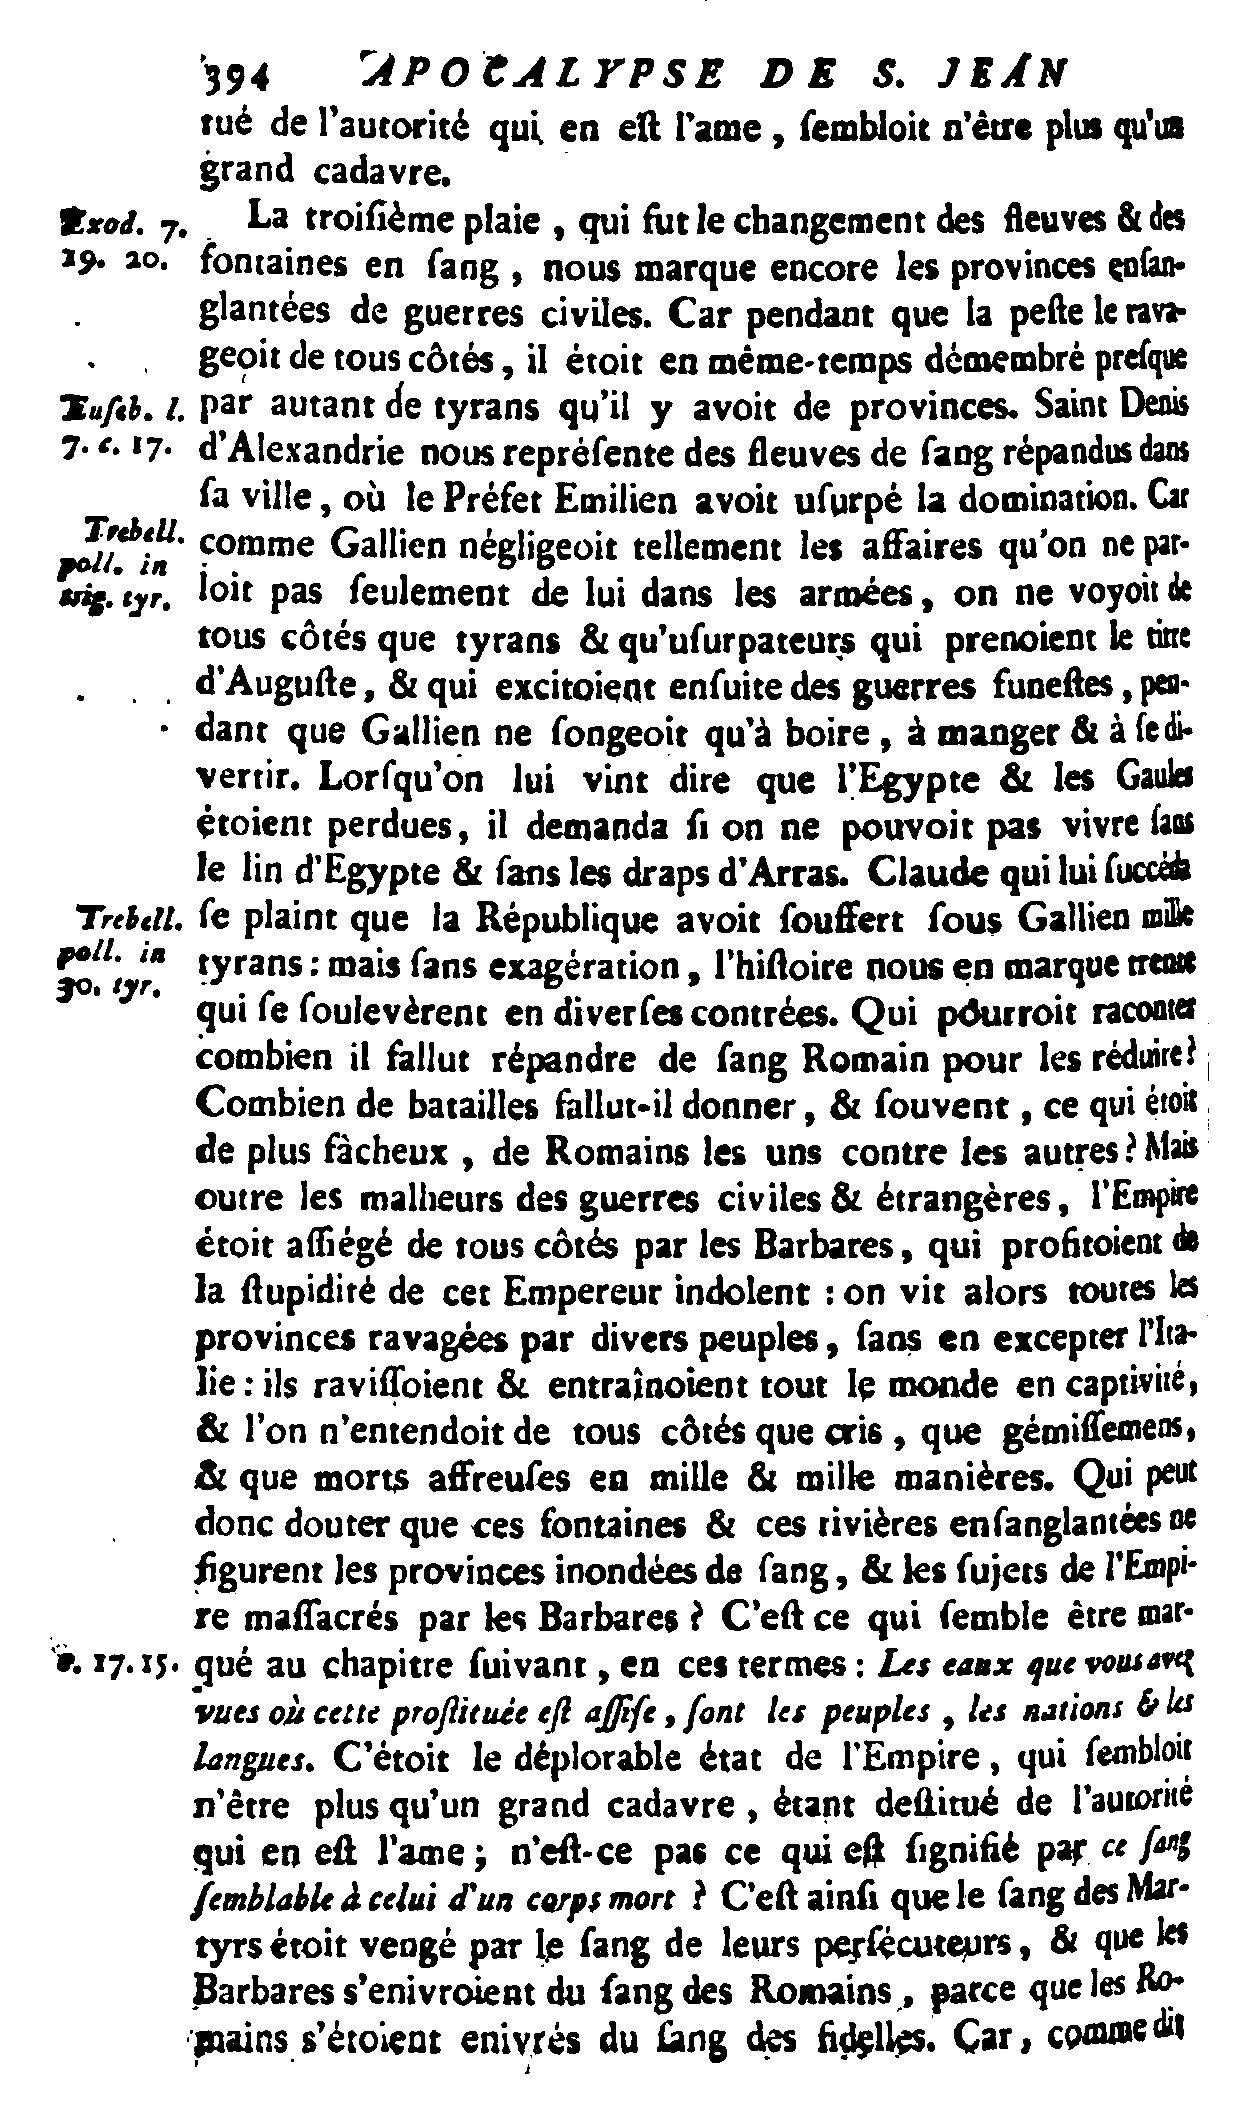 394 APOCALYPSE DE S. JEAN
tué de l'autorité qui en eſt l'ame, ſembloit n'être plus qu'un
grand cadavre.
Exod. 7.
19. 20.
La troiſième plaie, qui fut le changement des fleuves & des
fontaines en ſang, nous marque encore les provinces enſan-
glantées de guerres civiles. Car pendant que la peſte le rava-
geoit de tous côtés, il étoit en même-temps démembré preſque
Euſeb. l.
7. c. 17.
par autant de tyrans qu'il y avoit de provinces. Saint Denis
d'Alexandrie nous repréſente des fleuves de ſang répandus dans
ſa ville, où le Préfet Emilien avoit uſurpé la domination. Car
Trebell.
poll. in
trig. tyr.
comme Gallien négligeoit tellement les affaires qu'on ne par-
loit pas ſeulement de lui dans les armées, on ne voyoit de
tous côtés que tyrans & qu'uſurpateurs qui prenoient le titre
d'Auguſte, & qui excitoient enſuite des guerres funeſtes, pen-
dant que Gallien ne ſongeoit qu'à boire, à manger & à ſe di-
vertir. Lorſqu'on lui vint dire que l'Egypte & les Gaules
étoient perdues, il demanda ſi on ne pouvoit pas vivre ſans
le lin d'Egypte & ſans les draps d'Arras. Claude qui lui ſuccéda
Trebell.
poll. in
30. tyr.
ſe plaint que la République avoit ſouffert ſous Gallien mille
tyrans : mais ſans exagération, l'hiſtoire nous en marque trente
qui ſe ſoulevèrent en diverſes contrées. Qui pourroit raconter
combien il fallut répandre de ſang Romain pour les réduire ?
Combien de batailles fallut-il donner, & ſouvent, ce qui étoit
de plus fâcheux, de Romains les uns contre les autres ? Mais
outre les malheurs des guerres civiles & étrangères, l'Empire
étoit aſſiégé de tous côtés par les Barbares, qui profitoient de
la ſtupidité de cet Empereur indolent : on vit alors toutes les
provinces ravagées par divers peuples, ſans en excepter l'Ita-
lie : ils raviſſoient & entraînoient tout le monde en captivité,
& l'on n'entendoit de tous côtés que cris, que gémiſſemens,
& que morts affreuſes en mille & mille manières. Qui peut
donc douter que ces fontaines & ces rivières enſanglantées ne
figurent les provinces inondées de ſang, & les ſujets de l'Empi-
re maſſacrés par les Barbares ? C'eſt ce qui ſemble être mar-
v. 17. 15.
qué au chapitre ſuivant, en ces termes : Les eaux que vous avez
vues où cette proſtituée eſt aſſiſe, ſont les peuples, les nations & les
langues. C'étoit le déplorable état de l'Empire, qui ſembloit
n'être plus qu'un grand cadavre, étant deſtitué de l'autorité
qui en eſt l'ame ; n'eſt-ce pas ce qui eſt ſignifié par ce ſang
ſemblable à celui d'un corps mort ? C'eſt ainſi que le ſang des Mar-
tyrs étoit vengé par le ſang de leurs perſécuteurs, & que les
Barbares s'enivroient du ſang des Romains, parce que les Ro-
mains s'étoient enivrés du ſang des fidelles. Car, comme dit